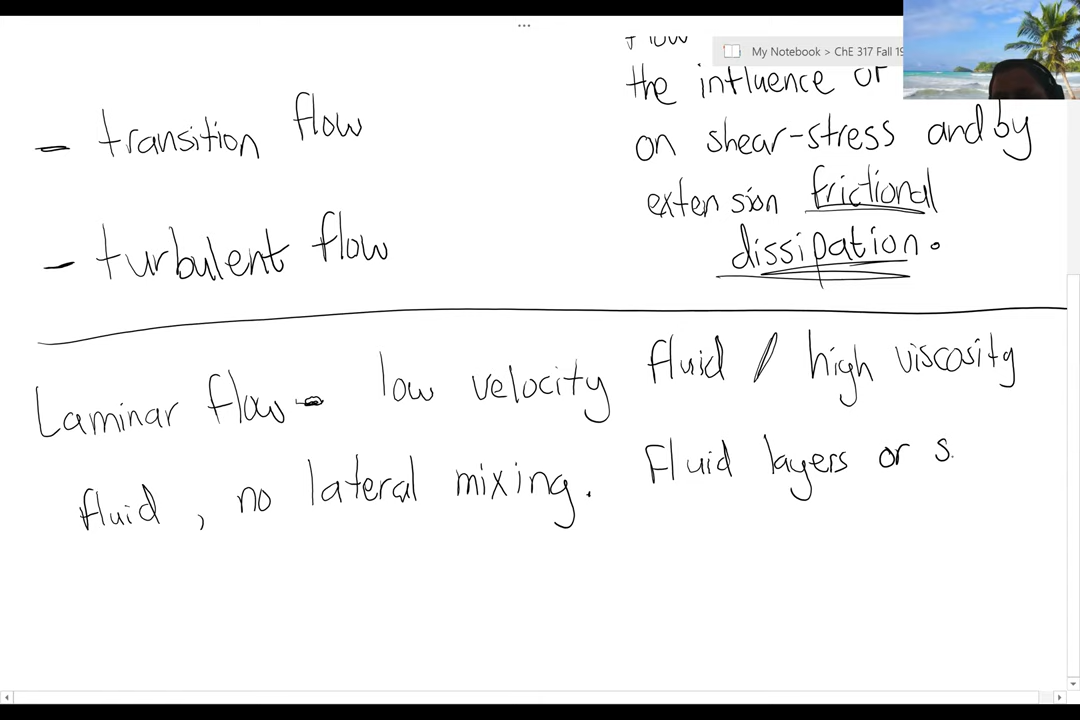 My Notebook > ChE 317 Fall 19
flow
the influence of
on shear-stress and by
extension frictional
dissipation.
- transition flow
- turbulent flow
Laminar flow - low velocity fluid / high viscosity
fluid, no lateral mixing. Fluid layers or s